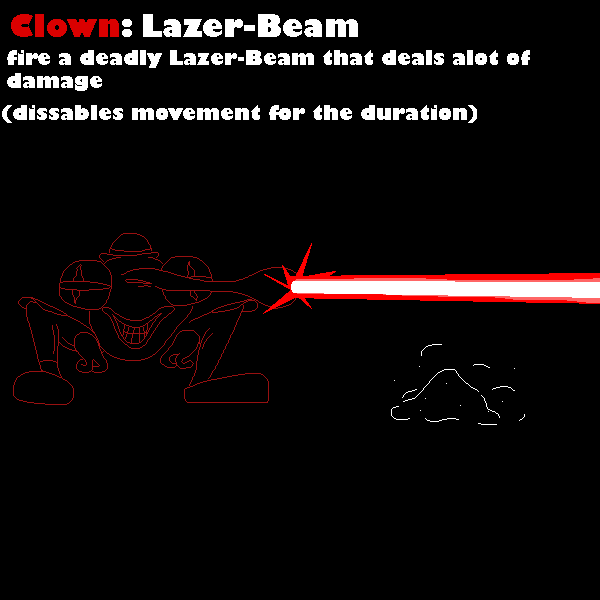 Clown: Lazer-Beam
fire a deadly Lazer-Beam that deals alot of
damage
(dissables movement for the duration)